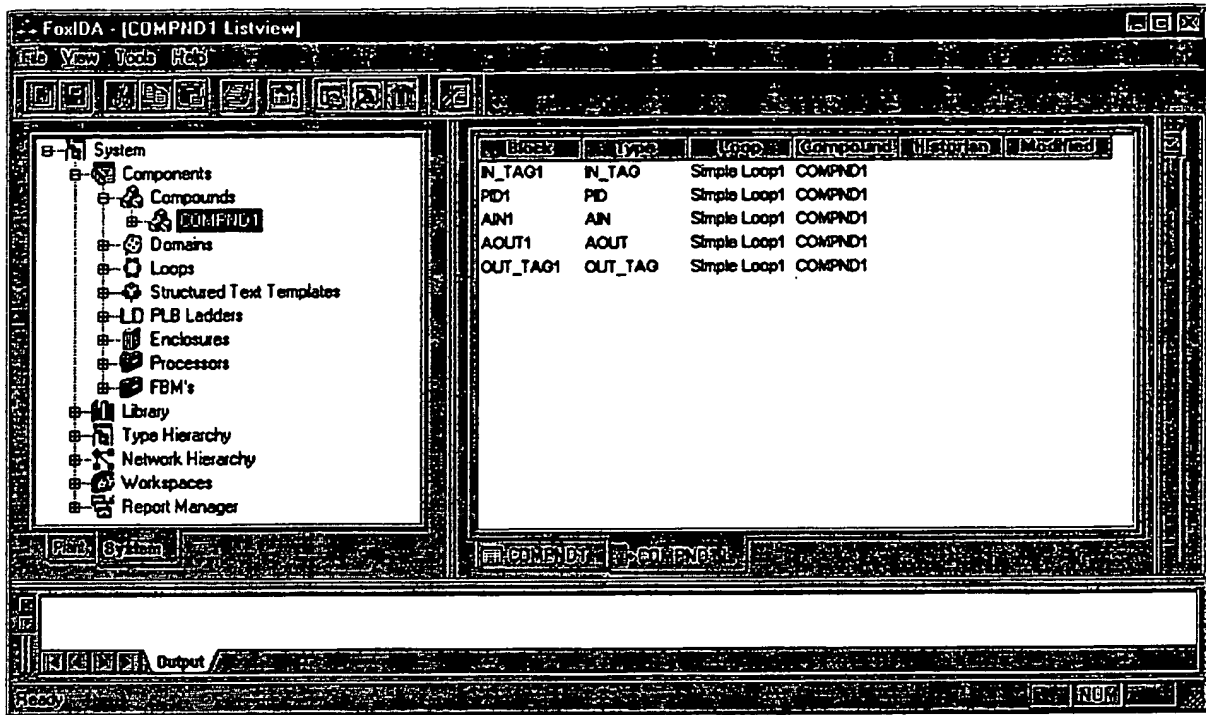 FoxIDA - [COMPND1 Listview]
File View Tools Help
System
Components
Compounds
COMPND1
Domains
Loops
Structured Text Templates
LD PLB Ladders
Enclosures
Processors
FBM's
Library
Type Hierarchy
Network Hierarchy
Workspaces
Report Manager
Plant System
Block Type Loop Compound Historian Modified
IN_TAG1 IN_TAG Simple Loop1 COMPND1
PID1 PID Simple Loop1 COMPND1
AIN1 AIN Simple Loop1 COMPND1
AOUT1 AOUT Simple Loop1 COMPND1
OUT_TAG1 OUT_TAG Simple Loop1 COMPND1
COMPND1 COMPND1
Output
Ready NUM